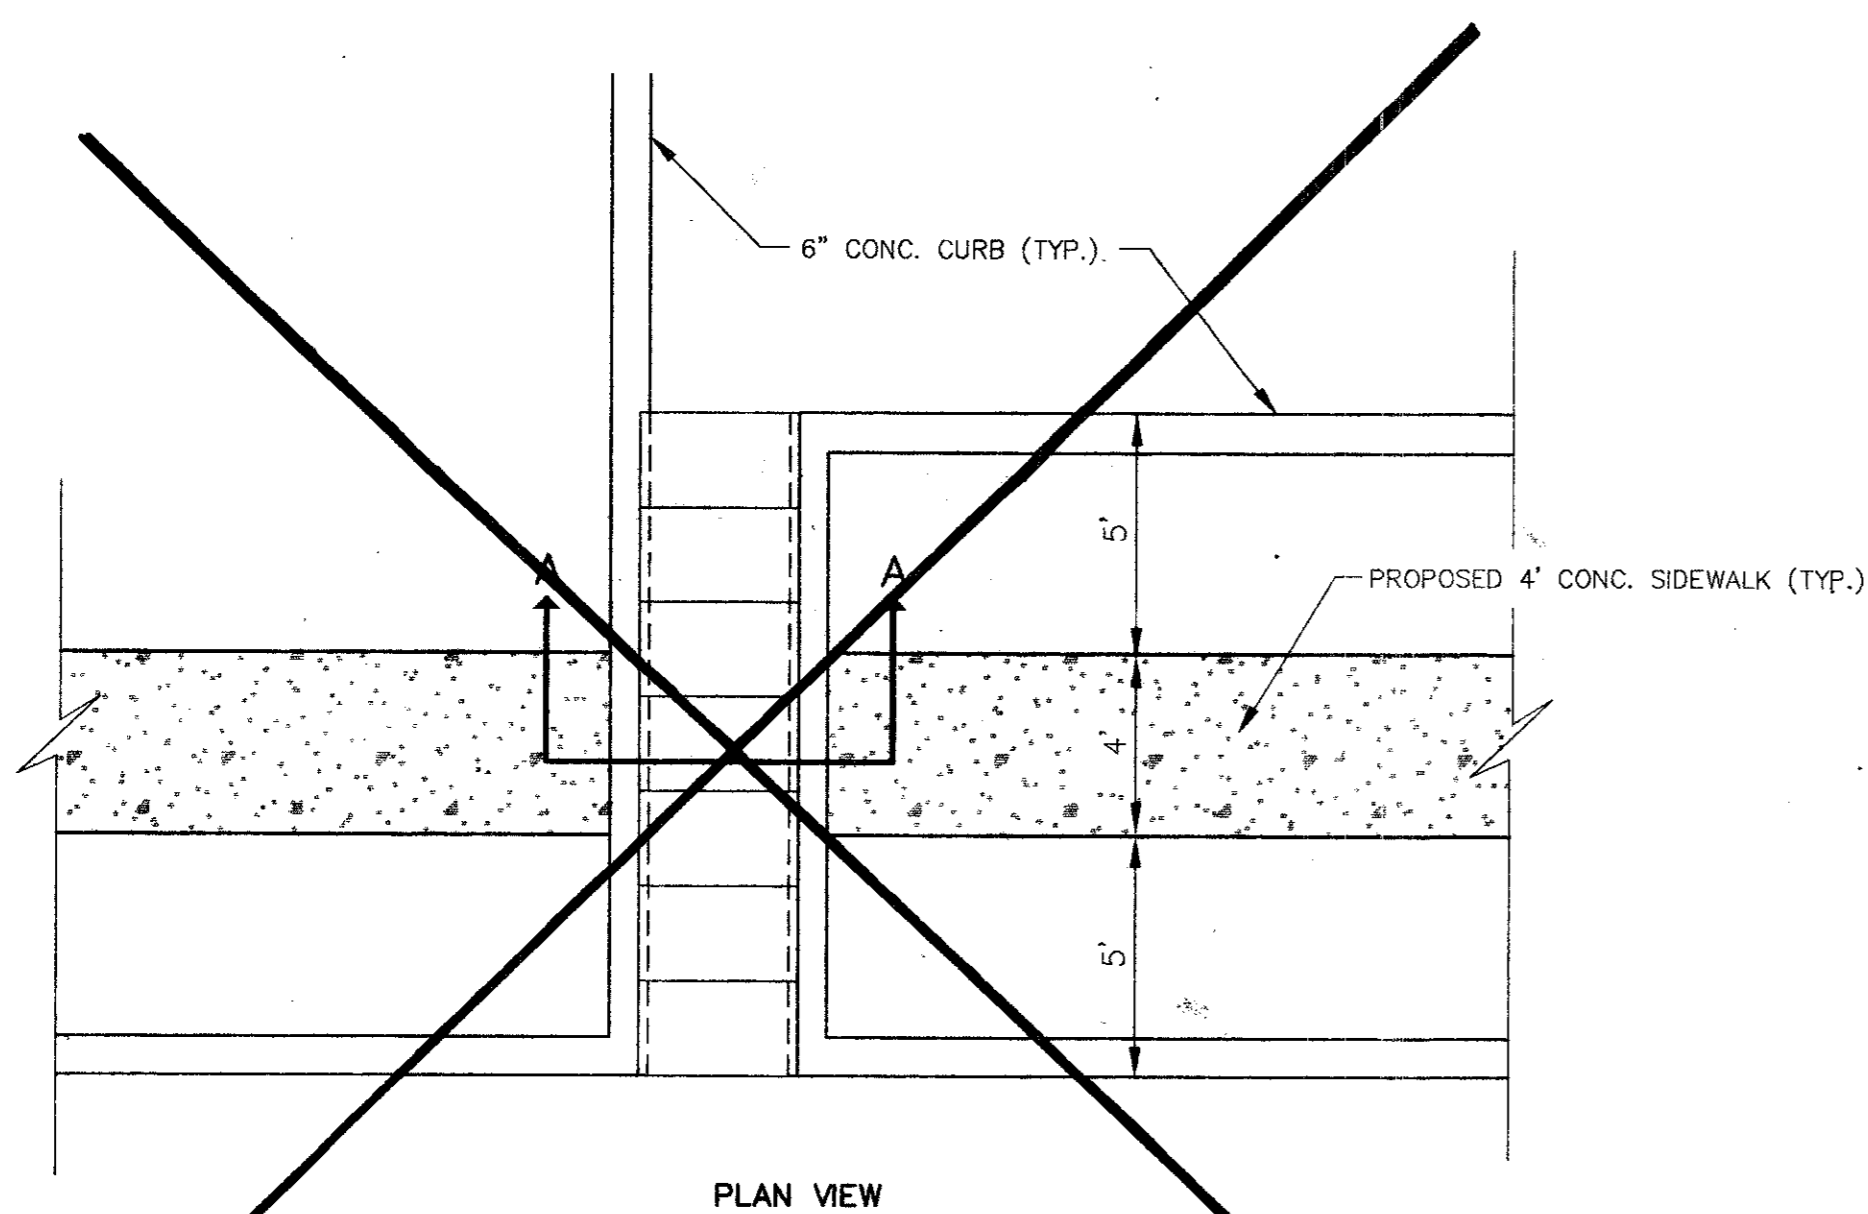 6" CONC. CURB (TYP.)
A A
5'
PROPOSED 4' CONC. SIDEWALK (TYP.)
4'
5'
PLAN VIEW